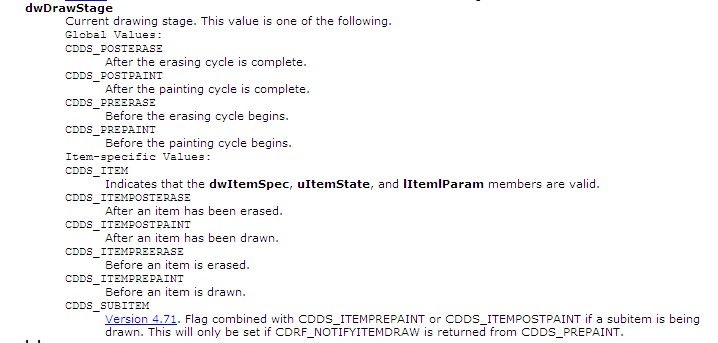 dwDrawStage
Current drawing stage. This value is one of the following.
Global Values:
CDDS_POSTERASE
After the erasing cycle is complete.
CDDS_POSTPAINT
After the painting cycle is complete.
CDDS_PREERASE
Before the erasing cycle begins.
CDDS_PREPAINT
Before the painting cycle begins.
Item-specific Values:
CDDS_ITEM
Indicates that the dwItemSpec, uItemState, and lItemlParam members are valid.
CDDS_ITEMPOSTERASE
After an item has been erased.
CDDS_ITEMPOSTPAINT
After an item has been drawn.
CDDS_ITEMPREERASE
Before an item is erased.
CDDS_ITEMPREPAINT
Before an item is drawn.
CDDS_SUBITEM
Version 4.71. Flag combined with CDDS_ITEMPREPAINT or CDDS_ITEMPOSTPAINT if a subitem is being
drawn. This will only be set if CDRF_NOTIFYITEMDRAW is returned from CDDS_PREPAINT.